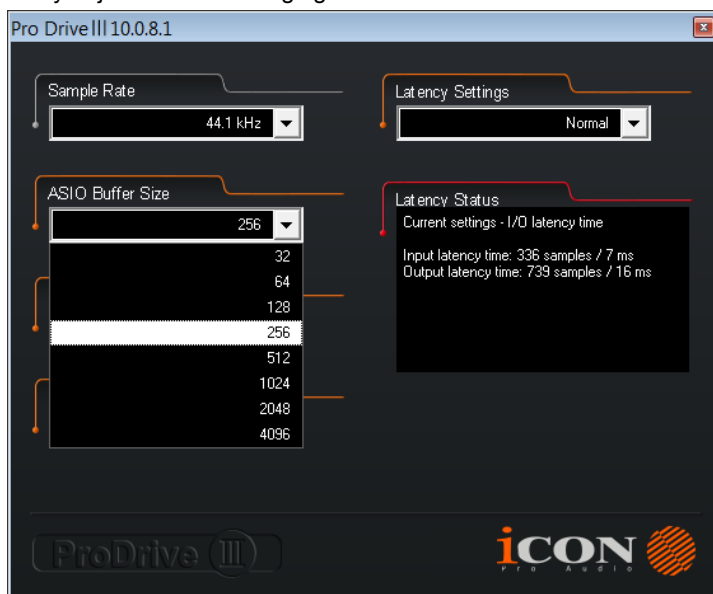 Pro Drive III 10.0.8.1
Sample Rate
44.1 kHz
Latency Settings
Normal
ASIO Buffer Size
256
32
64
128
256
512
1024
2048
4096
Latency Status
Current settings - I/O latency time
Input latency time: 336 samples / 7 ms
Output latency time: 739 samples / 16 ms
ProDrive III
iCON
Pro Audio